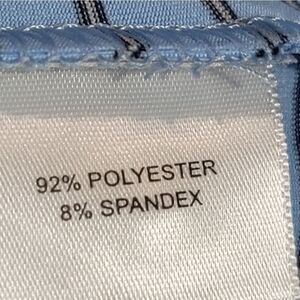 92% POLYESTER
8% SPANDEX